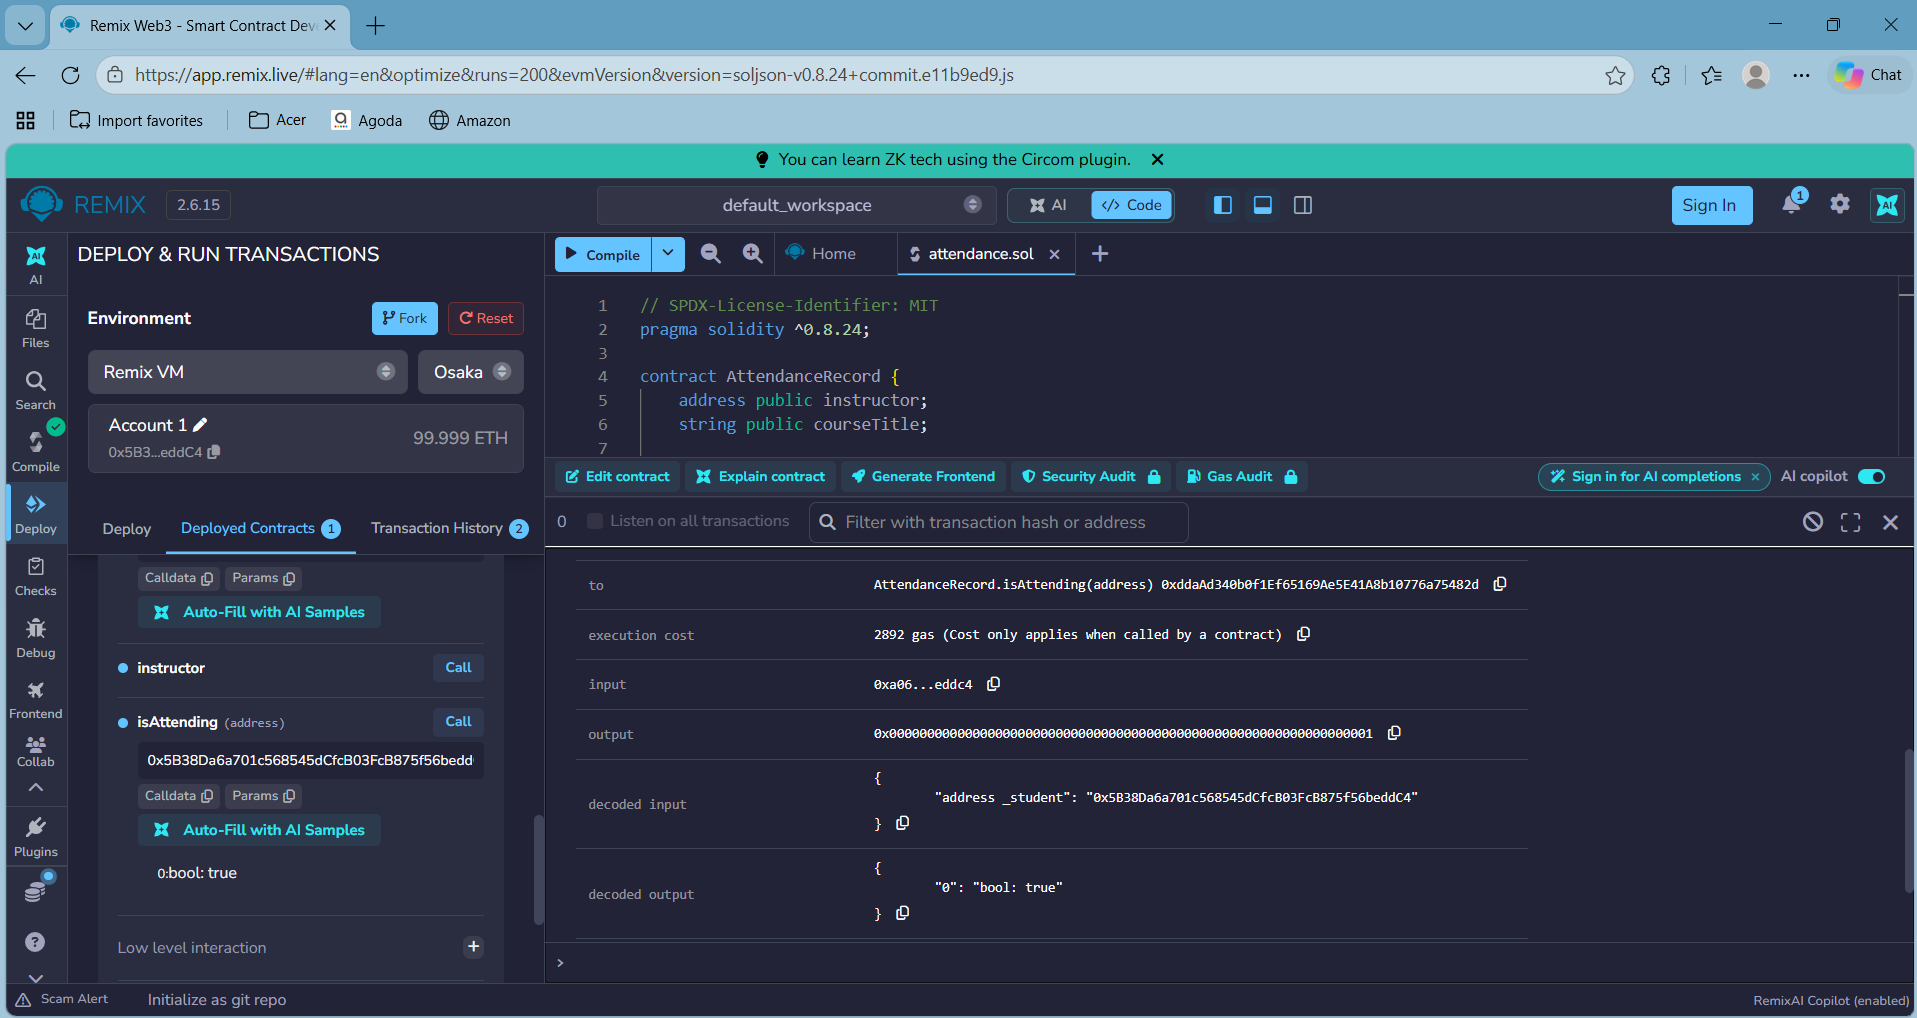 Remix Web3 - Smart Contract Deve
https://app.remix.live/#lang=en&optimize&runs=200&evmVersion&version=soljson-v0.8.24+commit.e11b9ed9.js
Chat
Import favorites
Acer
Agoda
Amazon
You can learn ZK tech using the Circom plugin.
REMIX
2.6.15
default_workspace
AI
</> Code
Sign In
1
AI
AI
AI
Files
Search
Compile
Deploy
Checks
Debug
Frontend
Collab
Plugins
DEPLOY & RUN TRANSACTIONS
Environment
Fork
Reset
Remix VM
Osaka
Account 1
0x5B3...eddC4
99.999 ETH
Deploy
Deployed Contracts 1
Transaction History 2
Calldata
Params
Auto-Fill with AI Samples
instructor
Call
isAttending (address)
Call
0x5B38Da6a701c568545dCfcB03FcB875f56bedd
Calldata
Params
Auto-Fill with AI Samples
0:bool: true
Low level interaction
+
Compile
Home
attendance.sol
1 // SPDX-License-Identifier: MIT
2 pragma solidity ^0.8.24;
3
4 contract AttendanceRecord {
5 address public instructor;
6 string public courseTitle;
7
Edit contract
Explain contract
Generate Frontend
Security Audit
Gas Audit
Sign in for AI completions ×
AI copilot
0
Listen on all transactions
Filter with transaction hash or address
to
AttendanceRecord.isAttending(address) 0xddaAd340b0f1Ef65169Ae5E41A8b10776a75482d
execution cost
2892 gas (Cost only applies when called by a contract)
input
0xa06...eddc4
output
0x0000000000000000000000000000000000000000000000000000000000000001
decoded input
{
"address _student": "0x5B38Da6a701c568545dCfcB03FcB875f56beddC4"
}
decoded output
{
"0": "bool: true"
}
>
Scam Alert
Initialize as git repo
RemixAI Copilot (enabled)